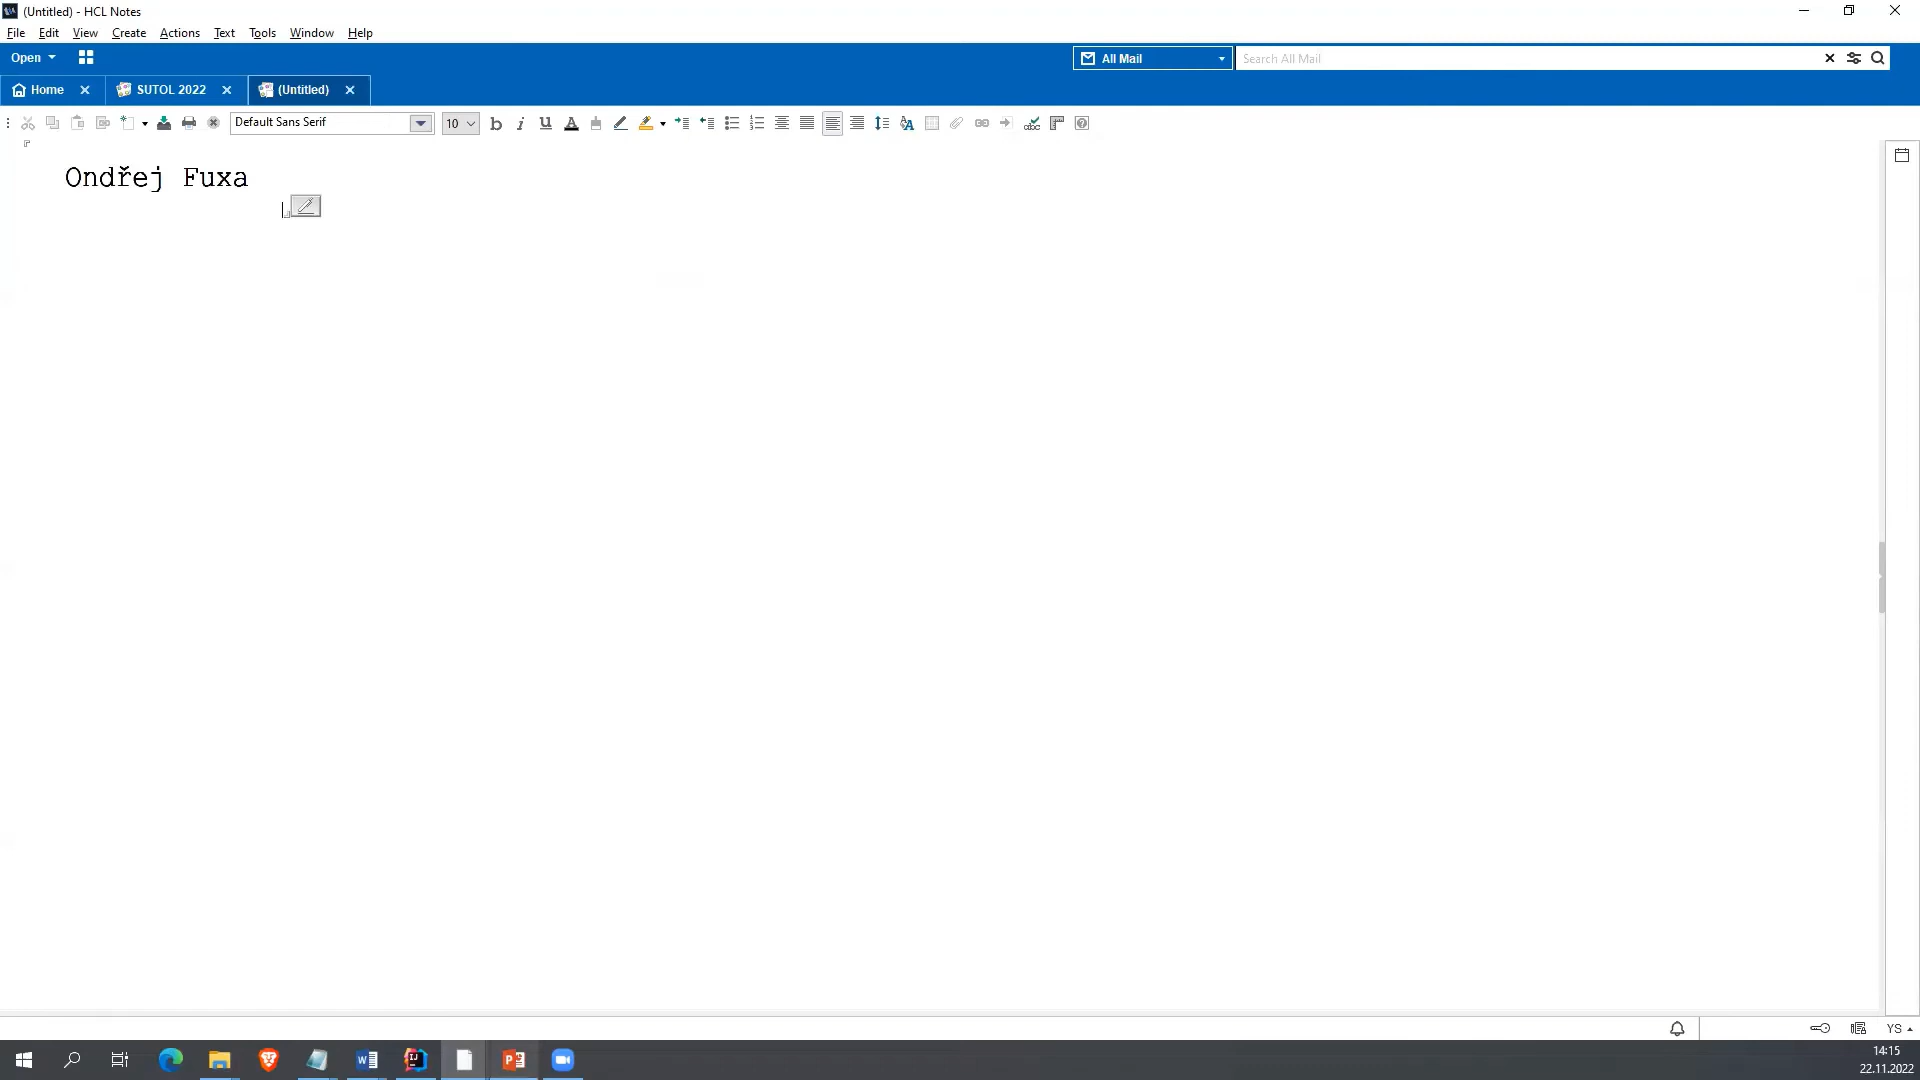 (Untitled) - HCL Notes
File Edit View Create Actions Text Tools Window Help
Open All Mail Search All Mail
Home SUTOL 2022 (Untitled)
Default Sans Serif 10 b i u A
Ondřej Fuxa
YS
14:15
22.11.2022